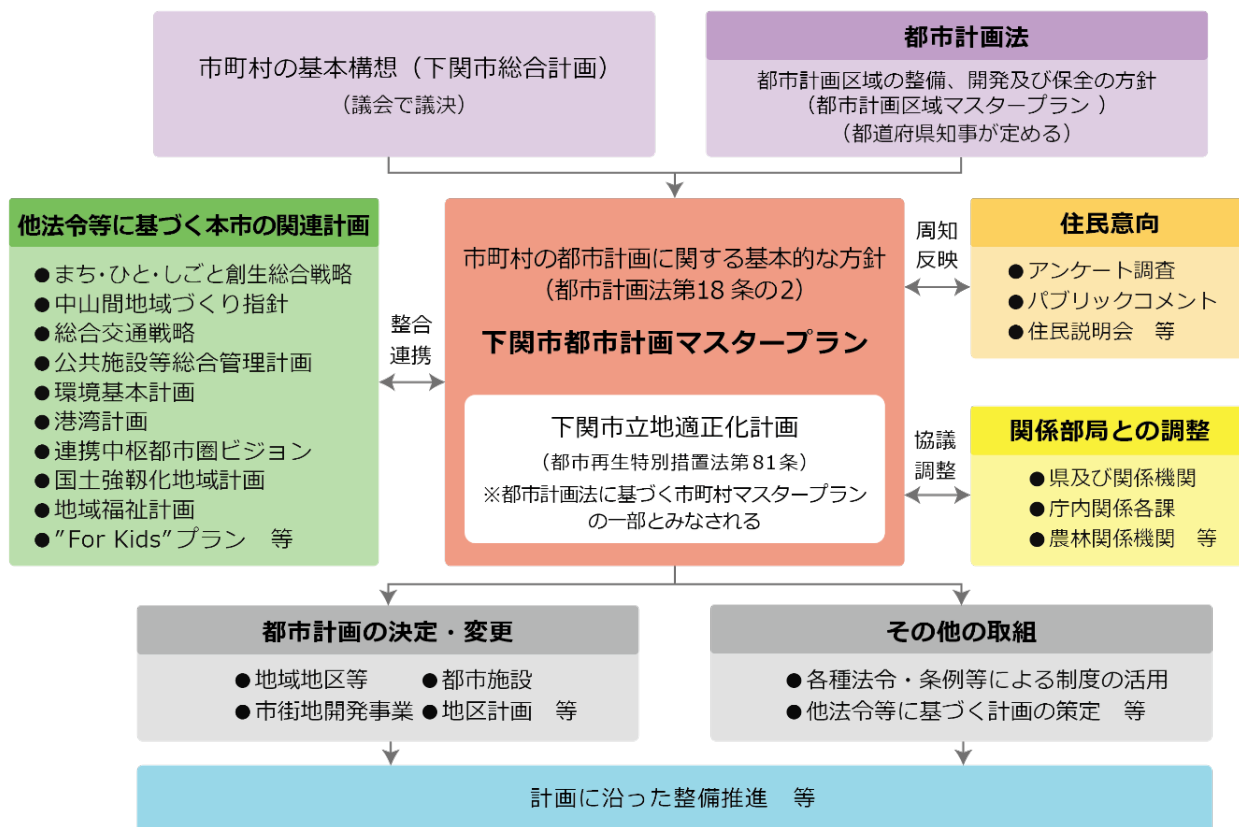 市町村の基本構想（下関市総合計画）
（議会で議決）
都市計画法
都市計画区域の整備、開発及び保全の方針
（都市計画区域マスタープラン ）
（都道府県知事が定める）
他法令等に基づく本市の関連計画
●まち・ひと・しごと創生総合戦略
●中山間地域づくり指針
●総合交通戦略
●公共施設等総合管理計画
●環境基本計画
●港湾計画
●連携中枢都市圏ビジョン
●国土強靱化地域計画
●地域福祉計画
●”For Kids”プラン　等
整合
連携
市町村の都市計画に関する基本的な方針
（都市計画法第18 条の2）
下関市都市計画マスタープラン
下関市立地適正化計画
（都市再生特別措置法第81条）
※都市計画法に基づく市町村マスタープラン
の一部とみなされる
周知
反映
住民意向
●アンケート調査
●パブリックコメント
●住民説明会　等
協議
調整
関係部局との調整
●県及び関係機関
●庁内関係各課
●農林関係機関　等
都市計画の決定・変更
●地域地区等　●都市施設
●市街地開発事業 ●地区計画　等
その他の取組
●各種法令・条例等による制度の活用
●他法令等に基づく計画の策定　等
計画に沿った整備推進　等